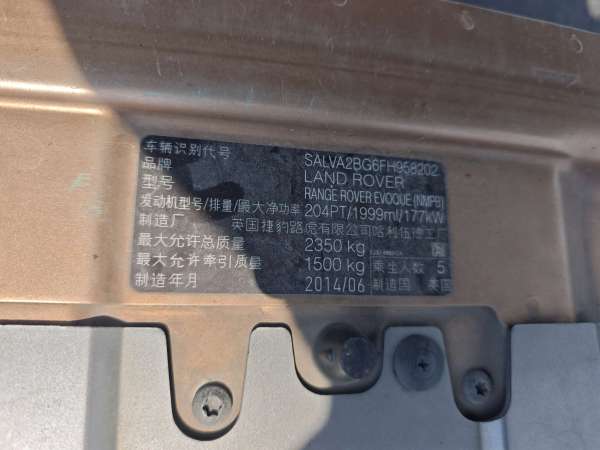 车辆识别代号 SALVA2BG6FH958202
品牌 LAND ROVER
型号 RANGE ROVER EVOQUE (NMPB)
发动机型号/排量/最大净功率 204PT/1999ml/177kW
制造厂 英国捷豹路虎有限公司哈利伍德工厂
最大允许总质量 2350 kg
最大允许牵引质量 1500 kg 乘坐人数 5
制造年月 2014/06 制造国 英国